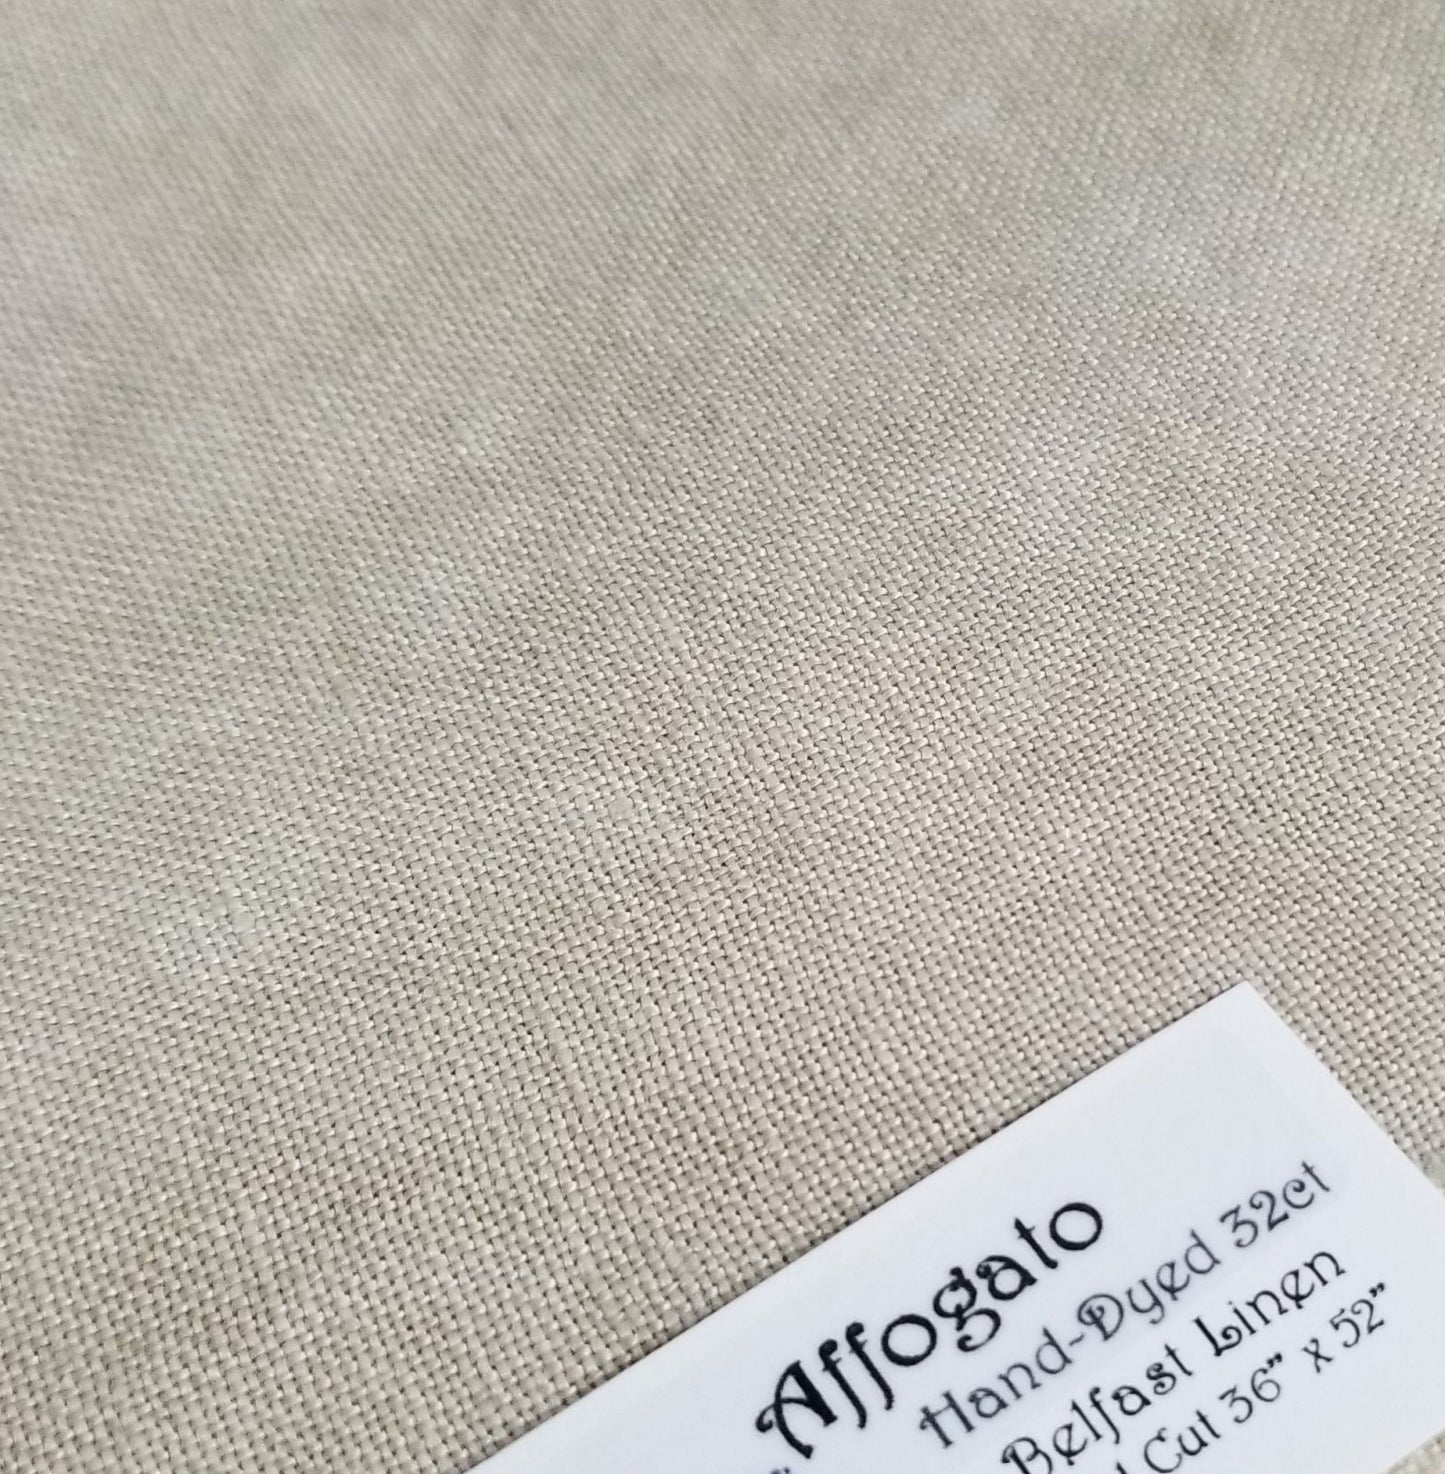 Affogato
Hand-Dyed 32ct
Belfast Linen
Cut 36” x 52”